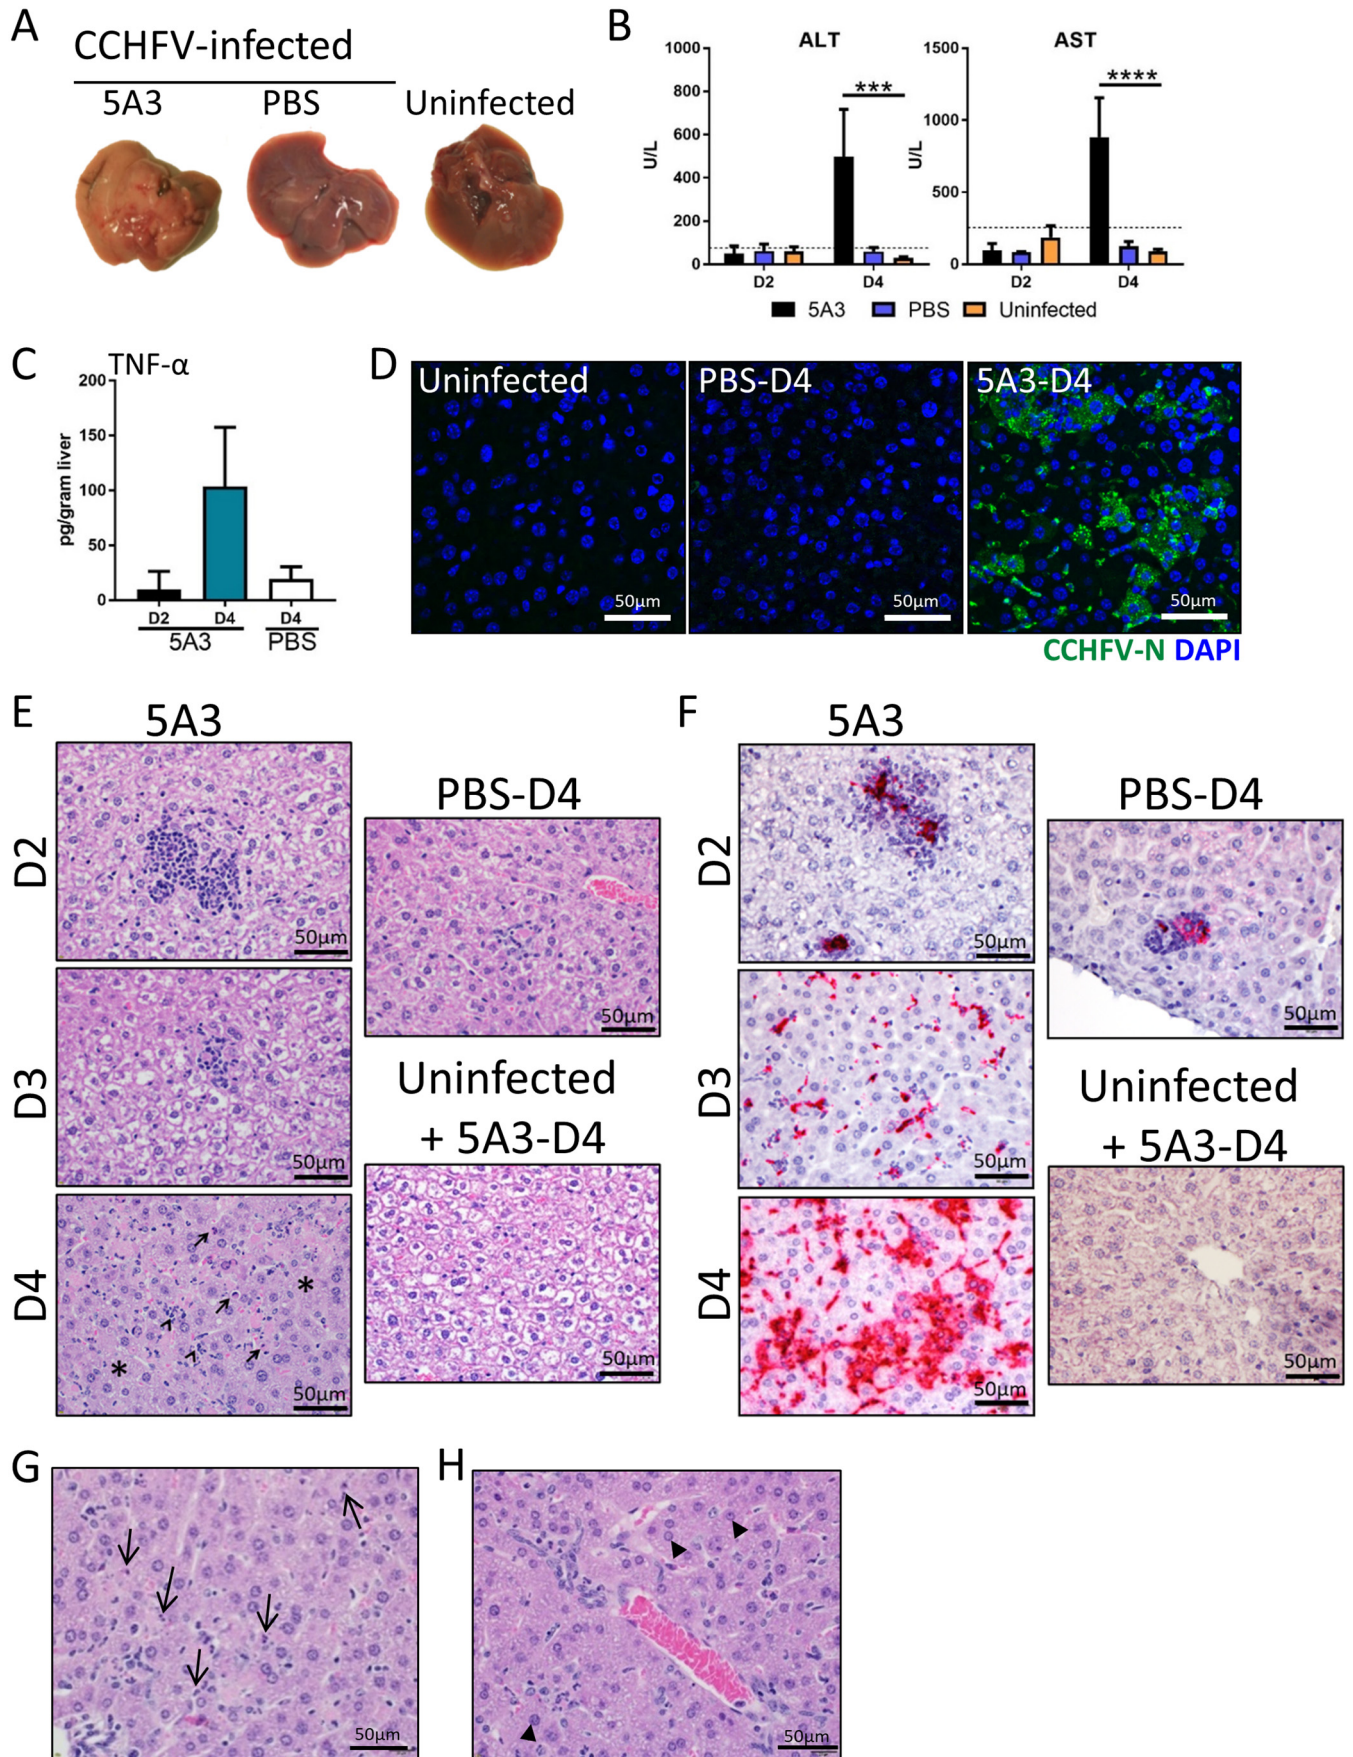 A
CCHFV-infected
5A3 PBS Uninfected
B
ALT
1000
800
600
400
200
0
U/L
***
D2 D4
AST
1500
1000
500
0
U/L
****
D2 D4
5A3 PBS Uninfected
C
TNF-α
200
150
100
50
0
pg/gram liver
D2 D4 D4
5A3 PBS
D
Uninfected PBS-D4 5A3-D4
50µm 50µm 50µm
CCHFV-N DAPI
E
5A3
D2
50µm
D3
50µm
D4
* *
50µm
PBS-D4
50µm
Uninfected
+ 5A3-D4
50µm
F
5A3
D2
50µm
D3
50µm
D4
50µm
PBS-D4
50µm
Uninfected
+ 5A3-D4
50µm
G
50µm
H
50µm